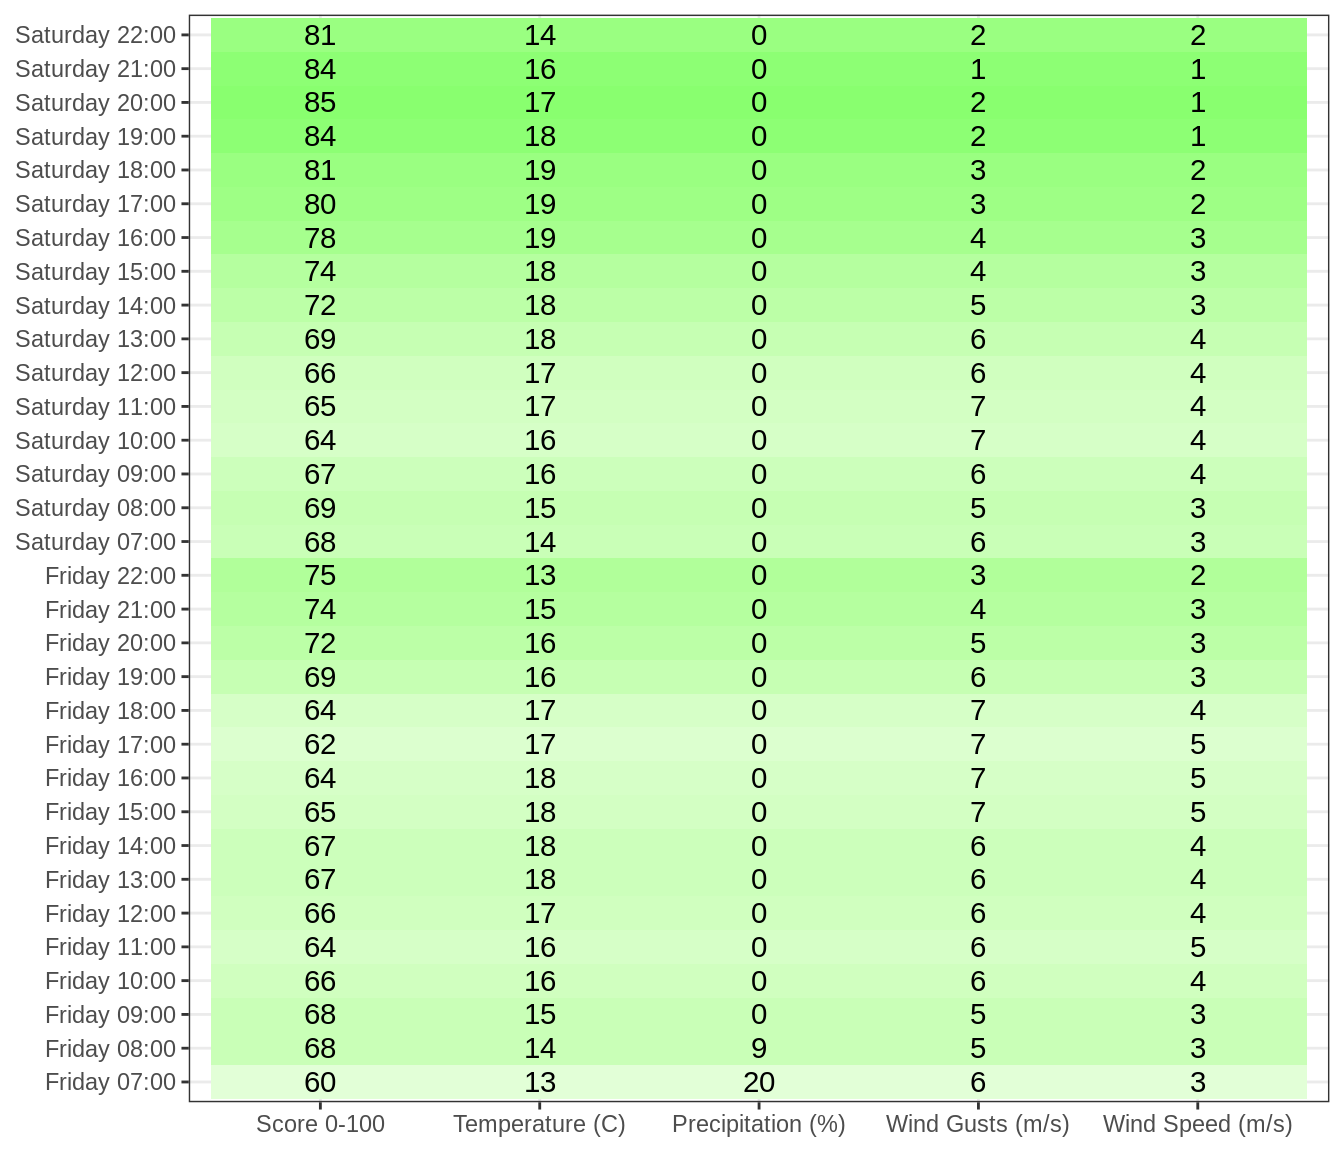 Saturday 22:00 81 14 0 2 2
Saturday 21:00 84 16 0 1 1
Saturday 20:00 85 17 0 2 1
Saturday 19:00 84 18 0 2 1
Saturday 18:00 81 19 0 3 2
Saturday 17:00 80 19 0 3 2
Saturday 16:00 78 19 0 4 3
Saturday 15:00 74 18 0 4 3
Saturday 14:00 72 18 0 5 3
Saturday 13:00 69 18 0 6 4
Saturday 12:00 66 17 0 6 4
Saturday 11:00 65 17 0 7 4
Saturday 10:00 64 16 0 7 4
Saturday 09:00 67 16 0 6 4
Saturday 08:00 69 15 0 5 3
Saturday 07:00 68 14 0 6 3
Friday 22:00 75 13 0 3 2
Friday 21:00 74 15 0 4 3
Friday 20:00 72 16 0 5 3
Friday 19:00 69 16 0 6 3
Friday 18:00 64 17 0 7 4
Friday 17:00 62 17 0 7 5
Friday 16:00 64 18 0 7 5
Friday 15:00 65 18 0 7 5
Friday 14:00 67 18 0 6 4
Friday 13:00 67 18 0 6 4
Friday 12:00 66 17 0 6 4
Friday 11:00 64 16 0 6 5
Friday 10:00 66 16 0 6 4
Friday 09:00 68 15 0 5 3
Friday 08:00 68 14 9 5 3
Friday 07:00 60 13 20 6 3
Score 0-100 Temperature (C) Precipitation (%) Wind Gusts (m/s) Wind Speed (m/s)